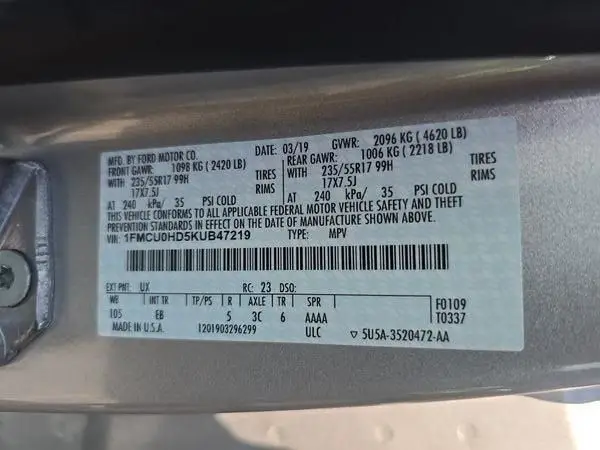 MFD. BY FORD MOTOR CO.
DATE: 03/19 GVWR: 2096 KG ( 4620 LB)
FRONT GAWR: 1098 KG ( 2420 LB)
REAR GAWR: 1006 KG ( 2218 LB)
WITH 235/55R17 99H TIRES
WITH 235/55R17 99H TIRES
17X7.5J RIMS
17X7.5J RIMS
AT 240 kPa/ 35 PSI COLD
AT 240 kPa/ 35 PSI COLD
THIS VEHICLE CONFORMS TO ALL APPLICABLE FEDERAL MOTOR VEHICLE SAFETY AND THEFT
PREVENTION STANDARDS IN EFFECT ON THE DATE OF MANUFACTURE SHOWN ABOVE.
VIN: 1FMCU0HD5KUB47219 TYPE: MPV
EXT PNT: UX RC: 23 DSO:
WB INT TR TP/PS R AXLE TR SPR F0109
105 EB 5 3C 6 AAAA T0337
MADE IN U.S.A. 1201903296299 ULC ▽ 5U5A-3520472-AA